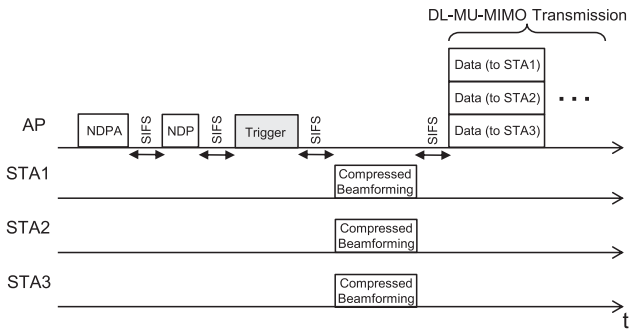 DL-MU-MIMO Transmission
Data (to STA1)
Data (to STA2)
Data (to STA3)
...
AP
NDPA
SIFS
NDP
SIFS
Trigger
SIFS
SIFS
STA1
Compressed
Beamforming
STA2
Compressed
Beamforming
STA3
Compressed
Beamforming
t